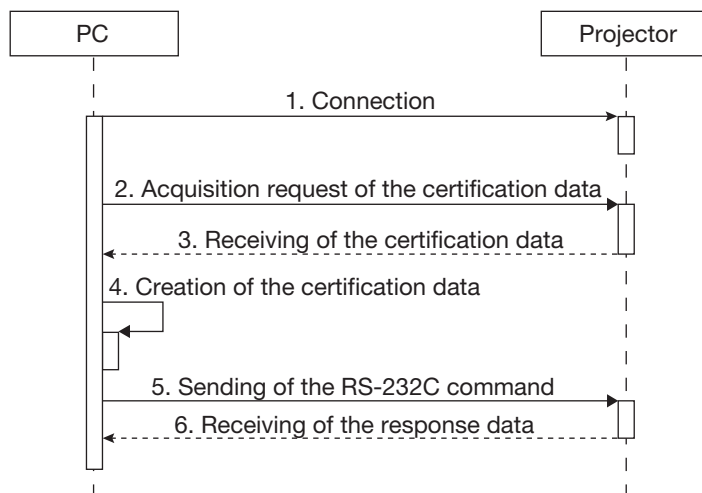 PC
Projector
1. Connection
2. Acquisition request of the certification data
3. Receiving of the certification data
4. Creation of the certification data
5. Sending of the RS-232C command
6. Receiving of the response data